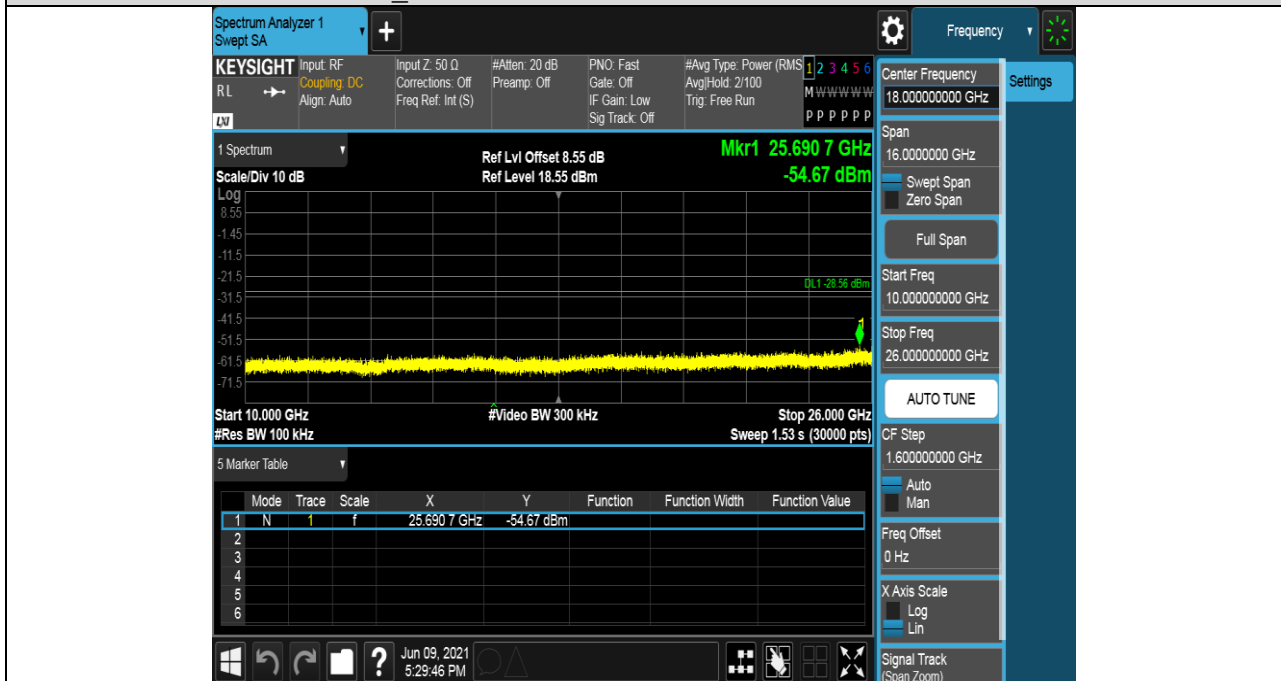 Spectrum Analyzer 1
Swept SA
+
Frequency
KEYSIGHT
RL
LXI
Input: RF
Coupling: DC
Align: Auto
Input Z: 50 Ω
Corrections: Off
Freq Ref: Int (S)
#Atten: 20 dB
Preamp: Off
PNO: Fast
Gate: Off
IF Gain: Low
Sig Track: Off
#Avg Type: Power (RMS
Avg|Hold: 2/100
Trig: Free Run
1 2 3 4 5 6
M W W W W W
P P P P P P
1 Spectrum
Scale/Div 10 dB
Ref Lvl Offset 8.55 dB
Ref Level 18.55 dBm
Mkr1 25.690 7 GHz
-54.67 dBm
Log
8.55
-1.45
-11.5
-21.5
-31.5
-41.5
-51.5
-61.5
-71.5
DL1 -28.56 dBm
1
Start 10.000 GHz
#Res BW 100 kHz
#Video BW 300 kHz
Stop 26.000 GHz
Sweep 1.53 s (30000 pts)
5 Marker Table
Mode Trace Scale X Y Function Function Width Function Value
1 N 1 f 25.690 7 GHz -54.67 dBm
2
3
4
5
6
?
Jun 09, 2021
5:29:46 PM
Center Frequency
18.000000000 GHz
Span
16.0000000 GHz
Swept Span
Zero Span
Full Span
Start Freq
10.000000000 GHz
Stop Freq
26.000000000 GHz
AUTO TUNE
CF Step
1.600000000 GHz
Auto
Man
Freq Offset
0 Hz
X Axis Scale
Log
Lin
Signal Track
(Span Zoom)
Settings